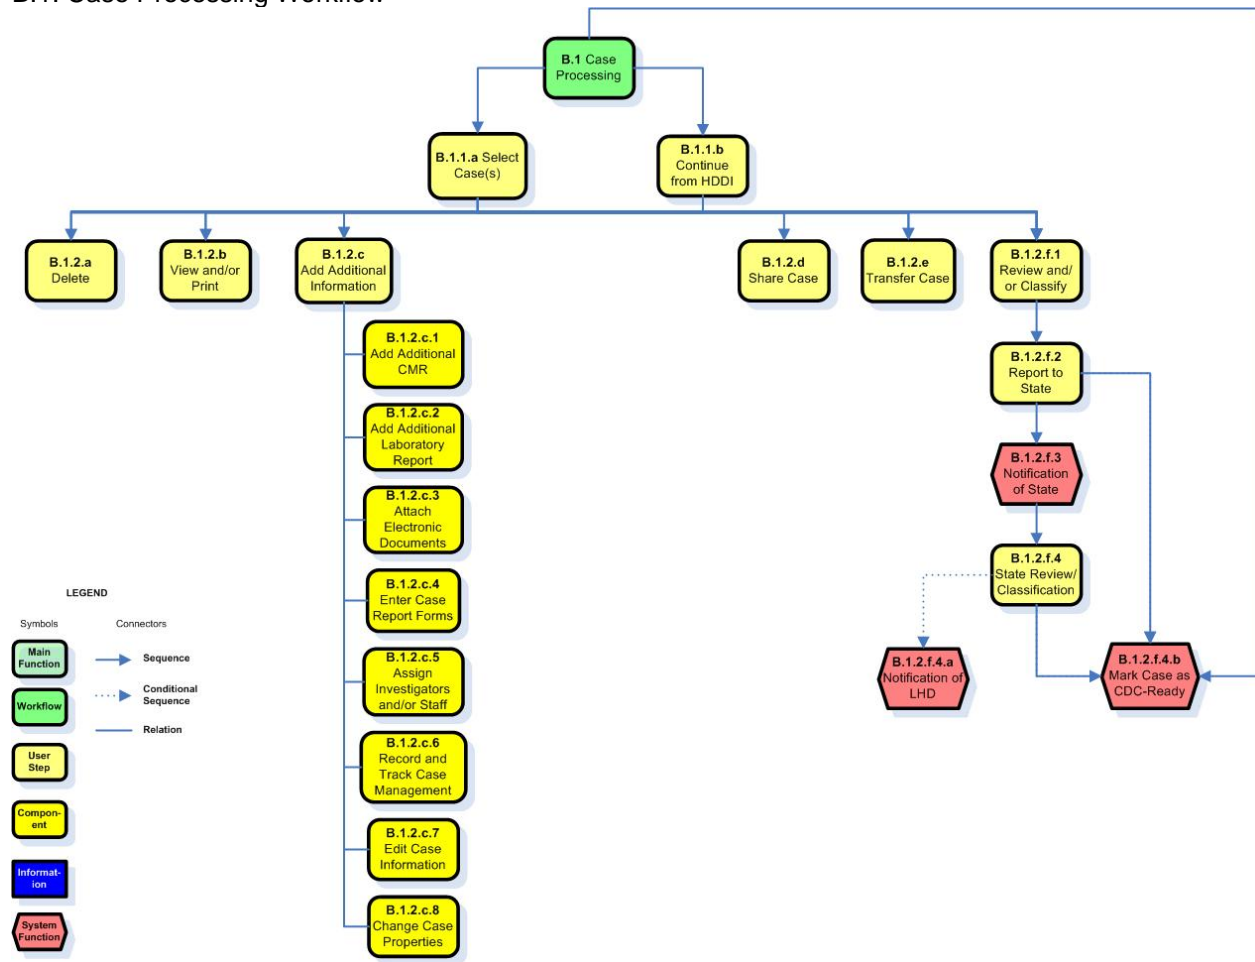 B.1. Case Processing Workflow
B.1 Case
Processing
B.1.1.a Select
Case(s)
B.1.1.b
Continue
from HDDI
B.1.2.a
Delete
B.1.2.b
View and/or
Print
B.1.2.c
Add Additional
Information
B.1.2.d
Share Case
B.1.2.e
Transfer Case
B.1.2.f.1
Review and/
or Classify
B.1.2.c.1
Add Additional
CMR
B.1.2.c.2
Add Additional
Laboratory
Report
B.1.2.c.3
Attach
Electronic
Documents
B.1.2.c.4
Enter Case
Report Forms
B.1.2.c.5
Assign
Investigators
and/or Staff
B.1.2.c.6
Record and
Track Case
Management
B.1.2.c.7
Edit Case
Information
B.1.2.c.8
Change Case
Properties
B.1.2.f.2
Report to
State
B.1.2.f.3
Notification
of State
B.1.2.f.4
State Review/
Classification
B.1.2.f.4.a
Notification of
LHD
B.1.2.f.4.b
Mark Case as
CDC-Ready
LEGEND
Symbols
Connectors
Main
Function
Workflow
User
Step
Compon-
ent
Informat-
ion
System
Function
Sequence
Conditional
Sequence
Relation